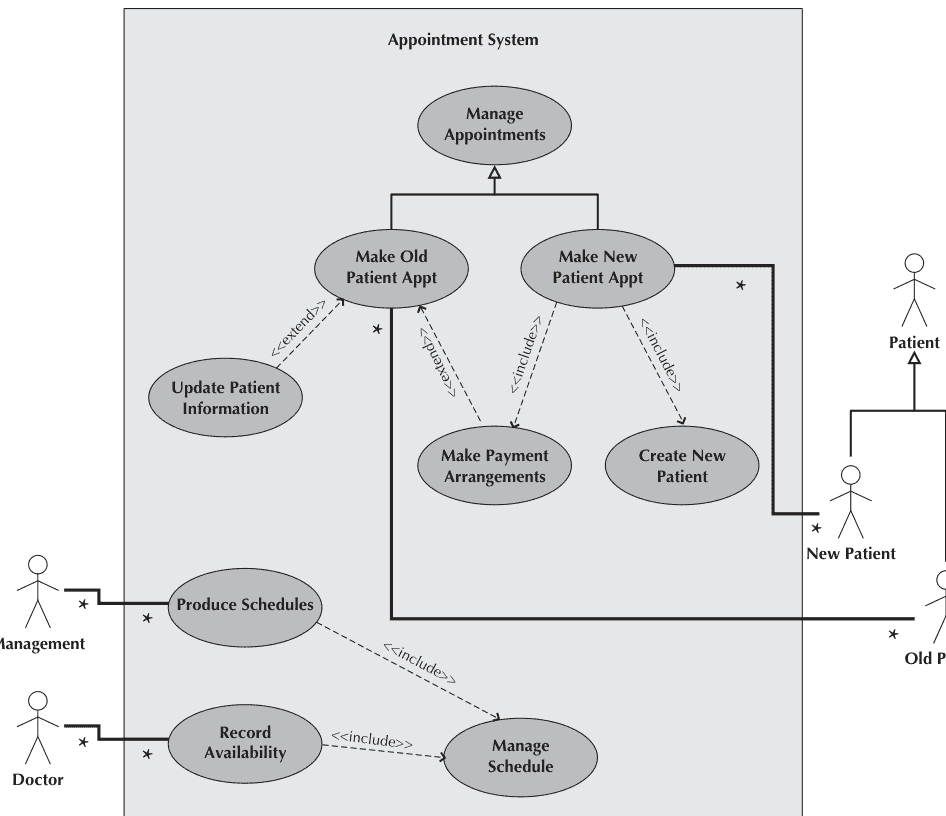 Appointment System
Manage
Appointments
Make Old
Patient Appt
Make New
Patient Appt
*
*
Patient
<<extend>>
<<extend>>
<<include>>
<<include>>
Update Patient
Information
Make Payment
Arrangements
Create New
Patient
*
New Patient
Produce Schedules
*
*
Management
*
Old P
<<include>>
Record
Availability
<<include>>
Manage
Schedule
*
*
Doctor